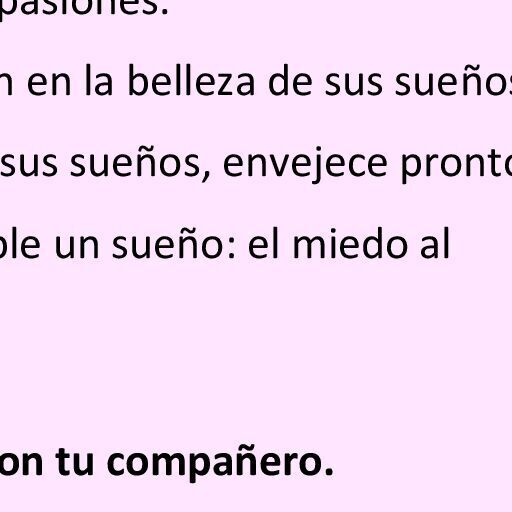 pasiones.
n en la belleza de sus sueños
sus sueños, envejece pronto
ble un sueño: el miedo al
on tu compañero.